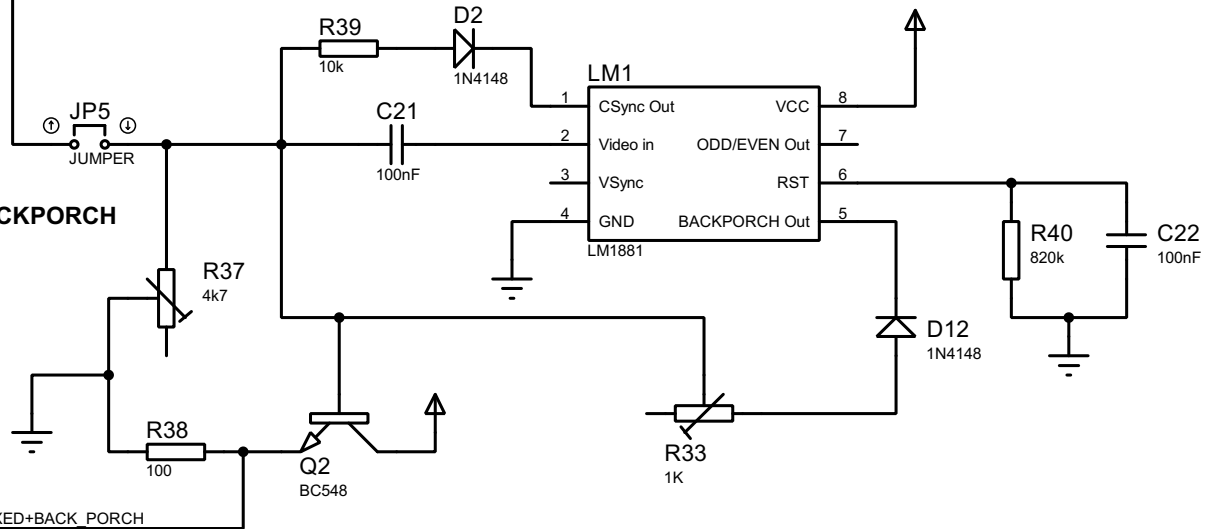 R39
10k
D2
1N4148
LM1
1
CSync Out
VCC
8
JP5
JUMPER
C21
100nF
2
Video in
ODD/EVEN Out
7
3
VSync
RST
6
4
GND
BACKPORCH Out
5
LM1881
CKPORCH
R40
820k
C22
100nF
R37
4k7
D12
1N4148
R38
100
Q2
BC548
R33
1K
XED+BACK_PORCH